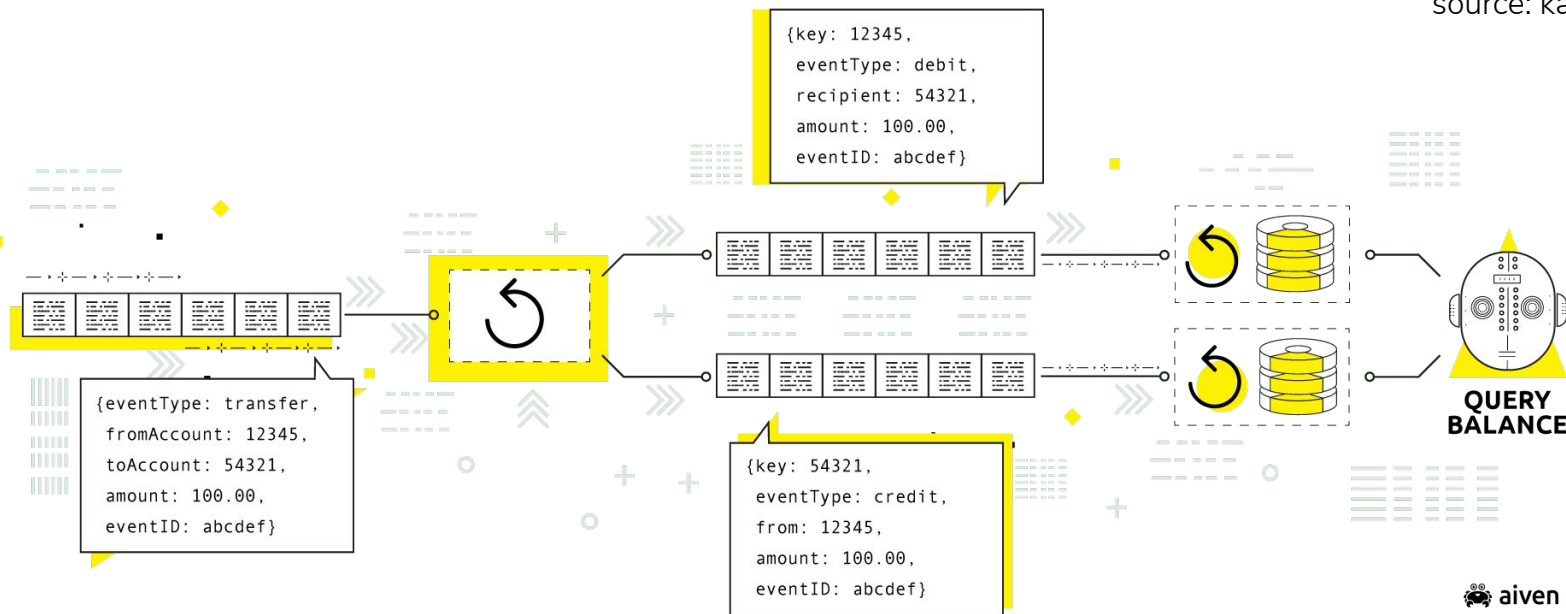 source: ka
{key: 12345,
eventType: debit,
recipient: 54321,
amount: 100.00,
eventID: abcdef}
{eventType: transfer,
fromAccount: 12345,
toAccount: 54321,
amount: 100.00,
eventID: abcdef}
{key: 54321,
eventType: credit,
from: 12345,
amount: 100.00,
eventID: abcdef}
QUERY
BALANCE
aiven